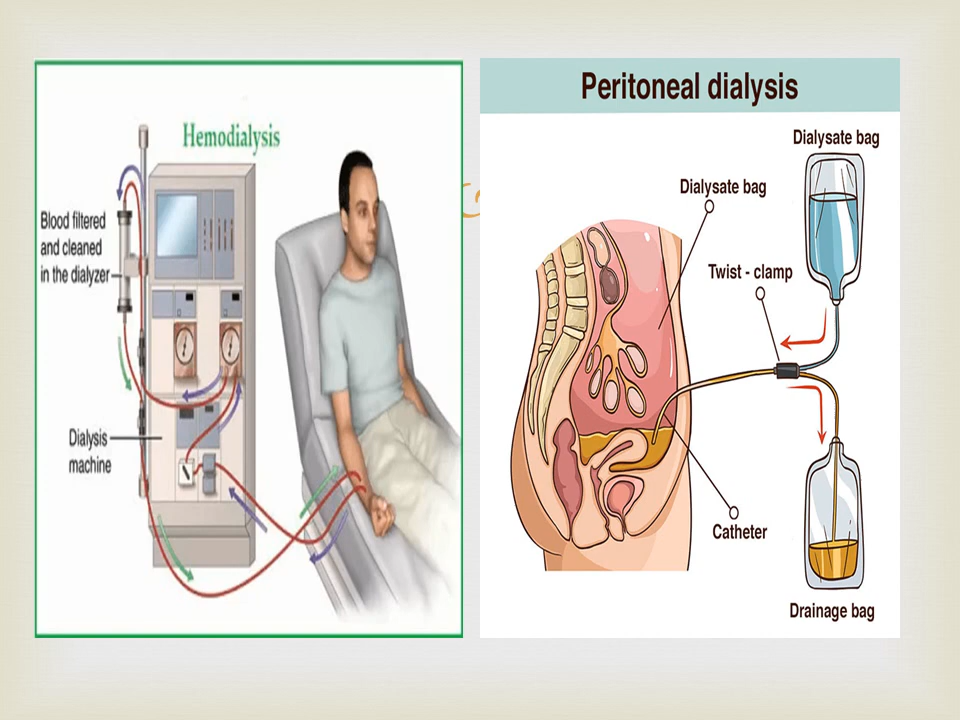 Hemodialysis
Blood filtered
and cleaned
in the dialyzer
Dialysis
machine
Peritoneal dialysis
Dialysate bag
Dialysate bag
Twist - clamp
Catheter
Drainage bag